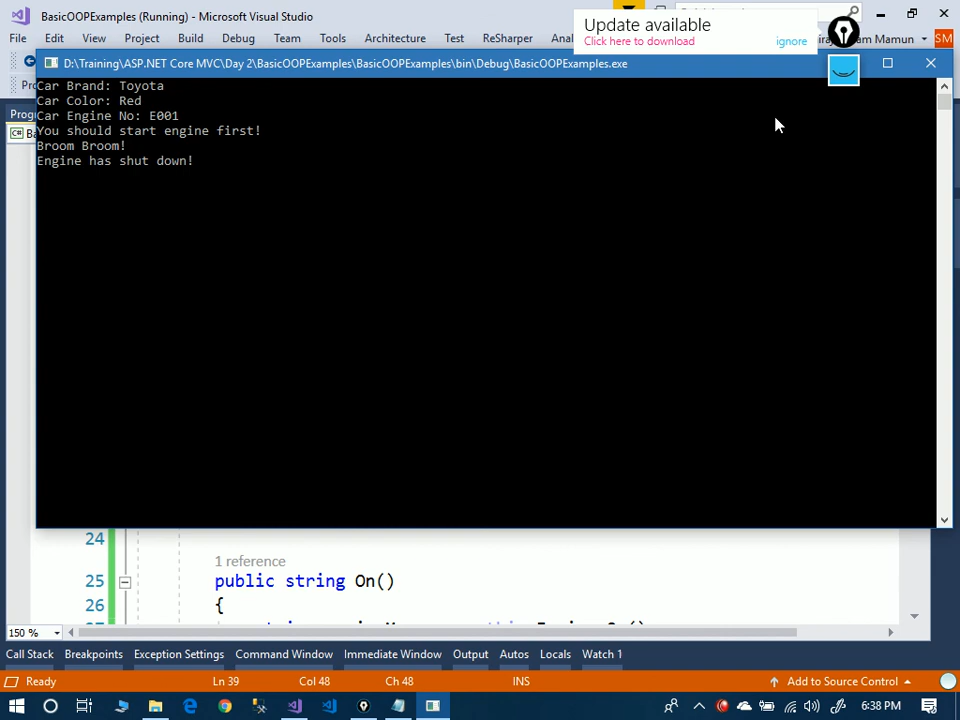 BasicOOPExamples (Running) - Microsoft Visual Studio
Update available
Click here to download
ignore
File Edit View Project Build Debug Team Tools Architecture Test ReSharper Mamun SM
D:\Training\ASP.NET Core MVC\Day 2\BasicOOPExamples\BasicOOPExamples\bin\Debug\BasicOOPExamples.exe
Car Brand: Toyota
Car Color: Red
Car Engine No: E001
You should start engine first!
Broom Broom!
Engine has shut down!
C#
24
1 reference
25 public string On()
26 {
150 %
Call Stack Breakpoints Exception Settings Command Window Immediate Window Output Autos Locals Watch 1
Ready Ln 39 Col 48 Ch 48 INS Add to Source Control
6:38 PM